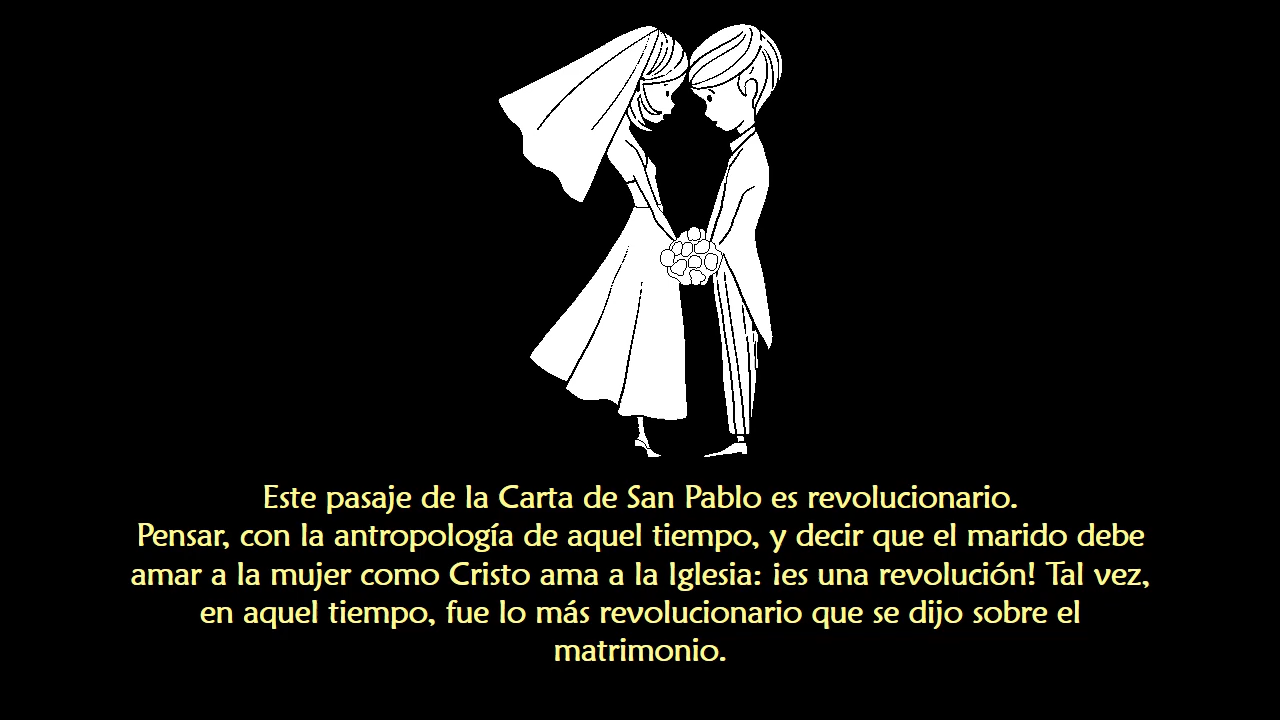 Este pasaje de la Carta de San Pablo es revolucionario.
Pensar, con la antropología de aquel tiempo, y decir que el marido debe
amar a la mujer como Cristo ama a la Iglesia: ¡es una revolución! Tal vez,
en aquel tiempo, fue lo más revolucionario que se dijo sobre el
matrimonio.